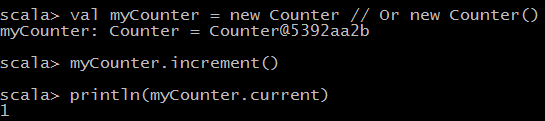 scala> val myCounter = new Counter // Or new Counter()
myCounter: Counter = Counter@5392aa2b
scala> myCounter.increment()
scala> println(myCounter.current)
1